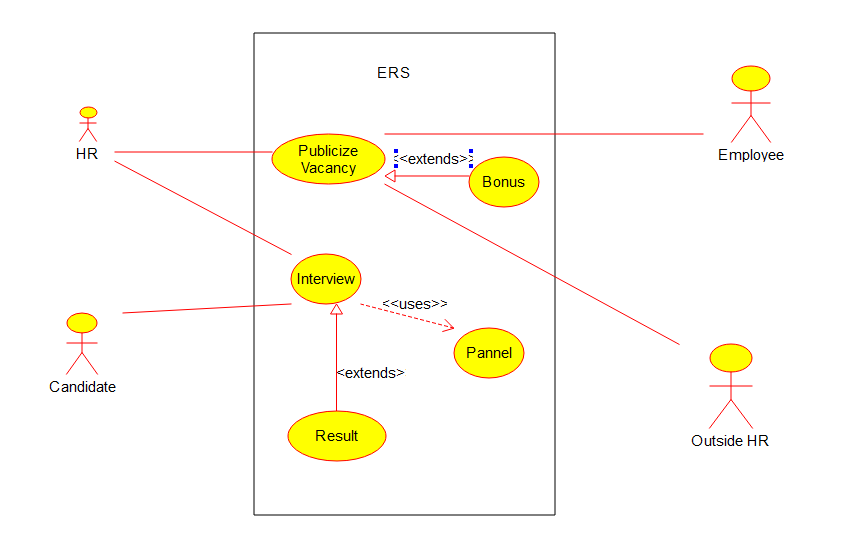 ERS
HR
Publicize
Vacancy
<<extends>>
Bonus
Employee
Interview
<<uses>>
Pannel
Candidate
<extends>
Result
Outside HR